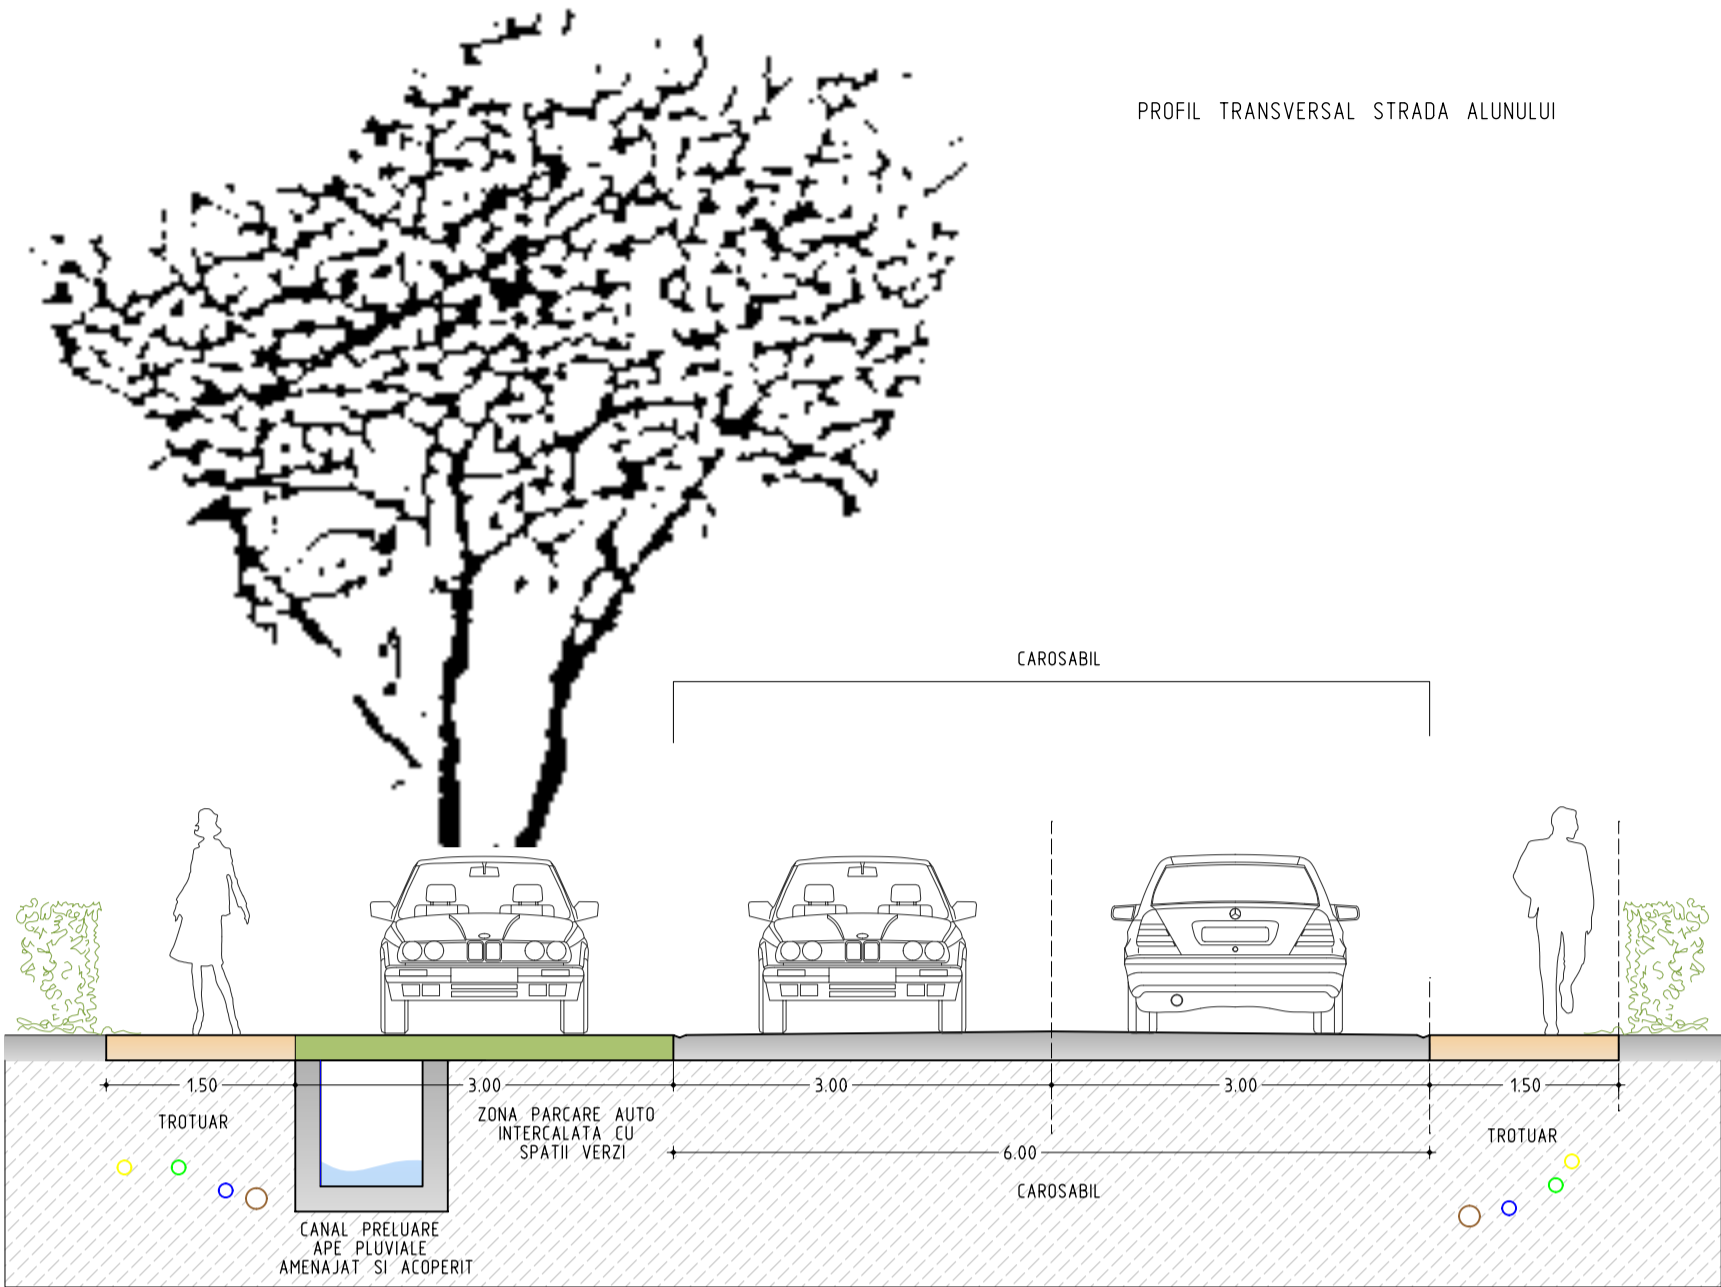 PROFIL TRANSVERSAL STRADA ALUNULUI
CAROSABIL
1.50
3.00
3.00
3.00
1.50
TROTUAR
ZONA PARCARE AUTO
INTERCALATA CU
SPATII VERZI
TROTUAR
6.00
CAROSABIL
CANAL PRELUARE
APE PLUVIALE
AMENAJAT SI ACOPERIT